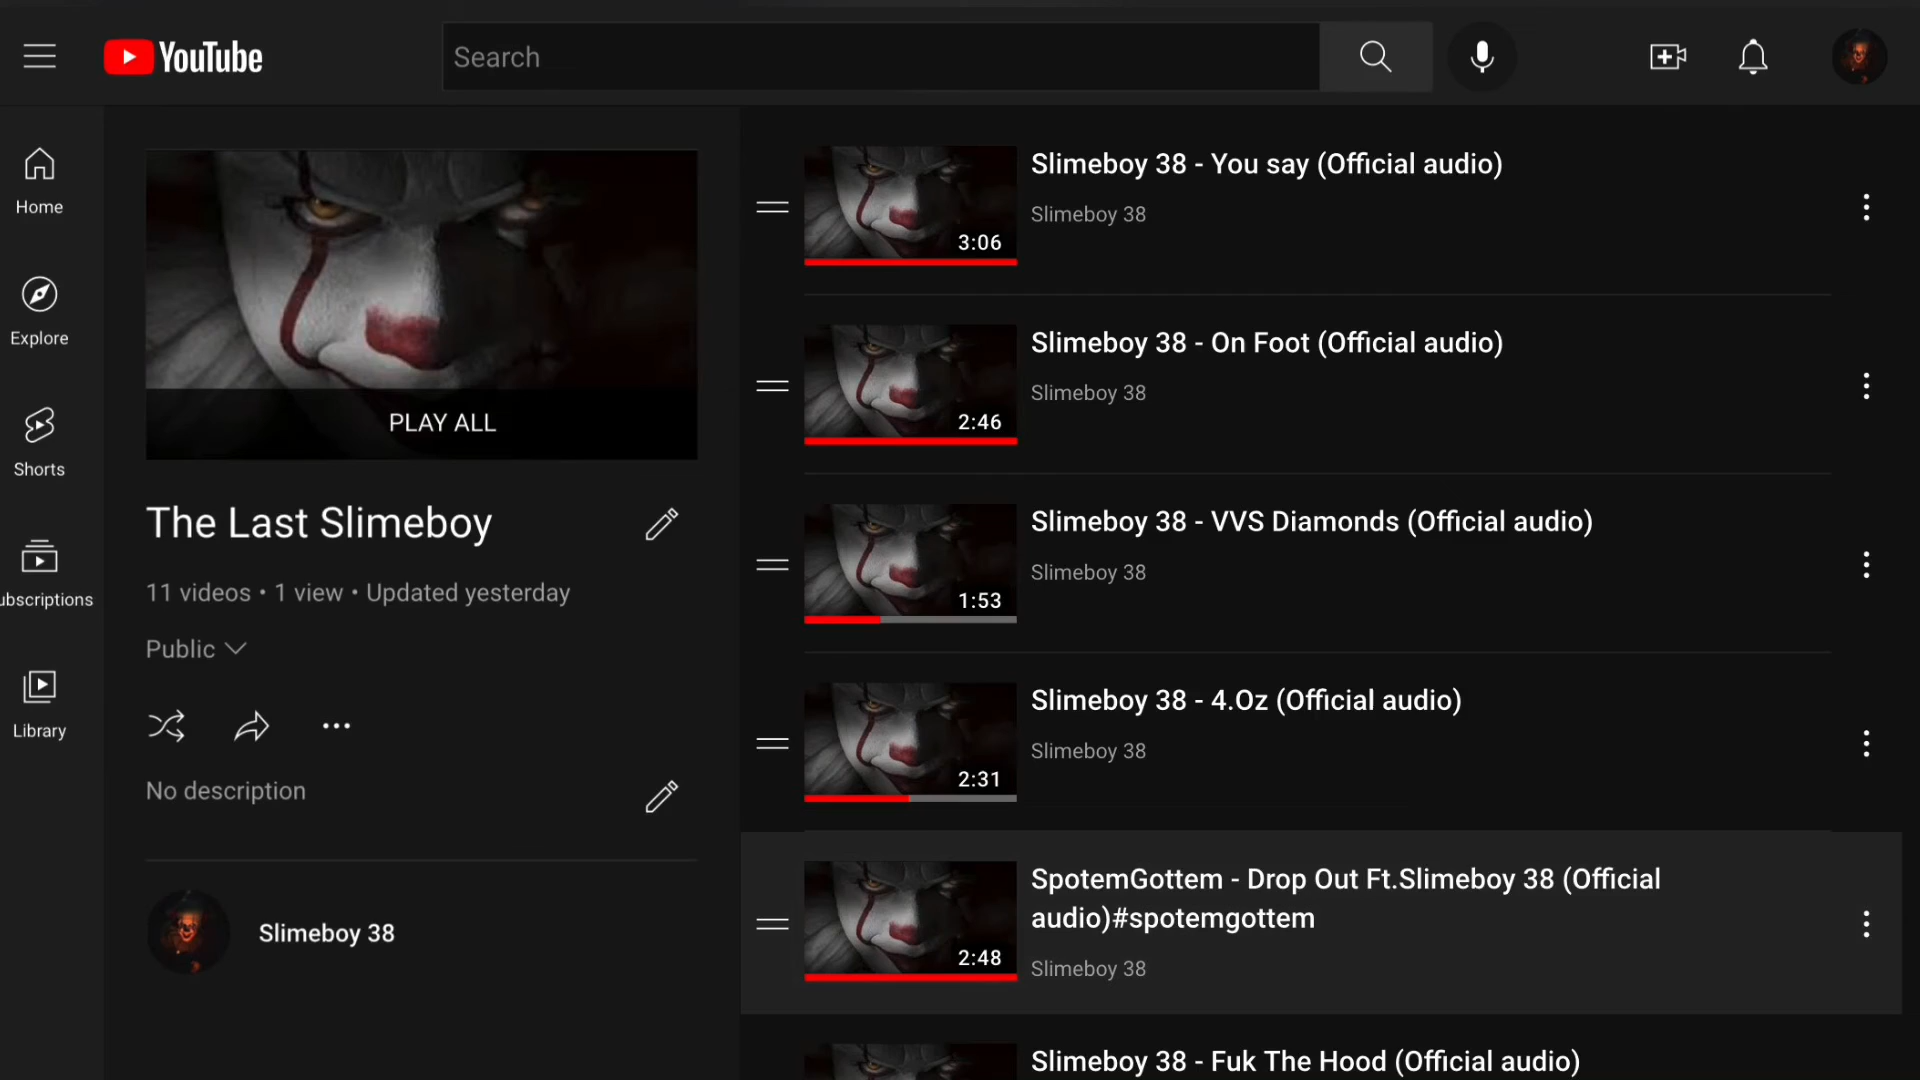 YouTube
Search
Home
Explore
Shorts
ubscriptions
Library
PLAY ALL
The Last Slimeboy
11 videos • 1 view • Updated yesterday
Public
No description
Slimeboy 38
3:06
Slimeboy 38 - You say (Official audio)
Slimeboy 38
2:46
Slimeboy 38 - On Foot (Official audio)
Slimeboy 38
1:53
Slimeboy 38 - VVS Diamonds (Official audio)
Slimeboy 38
2:31
Slimeboy 38 - 4.Oz (Official audio)
Slimeboy 38
2:48
SpotemGottem - Drop Out Ft.Slimeboy 38 (Official
audio)#spotemgottem
Slimeboy 38
Slimeboy 38 - Fuk The Hood (Official audio)